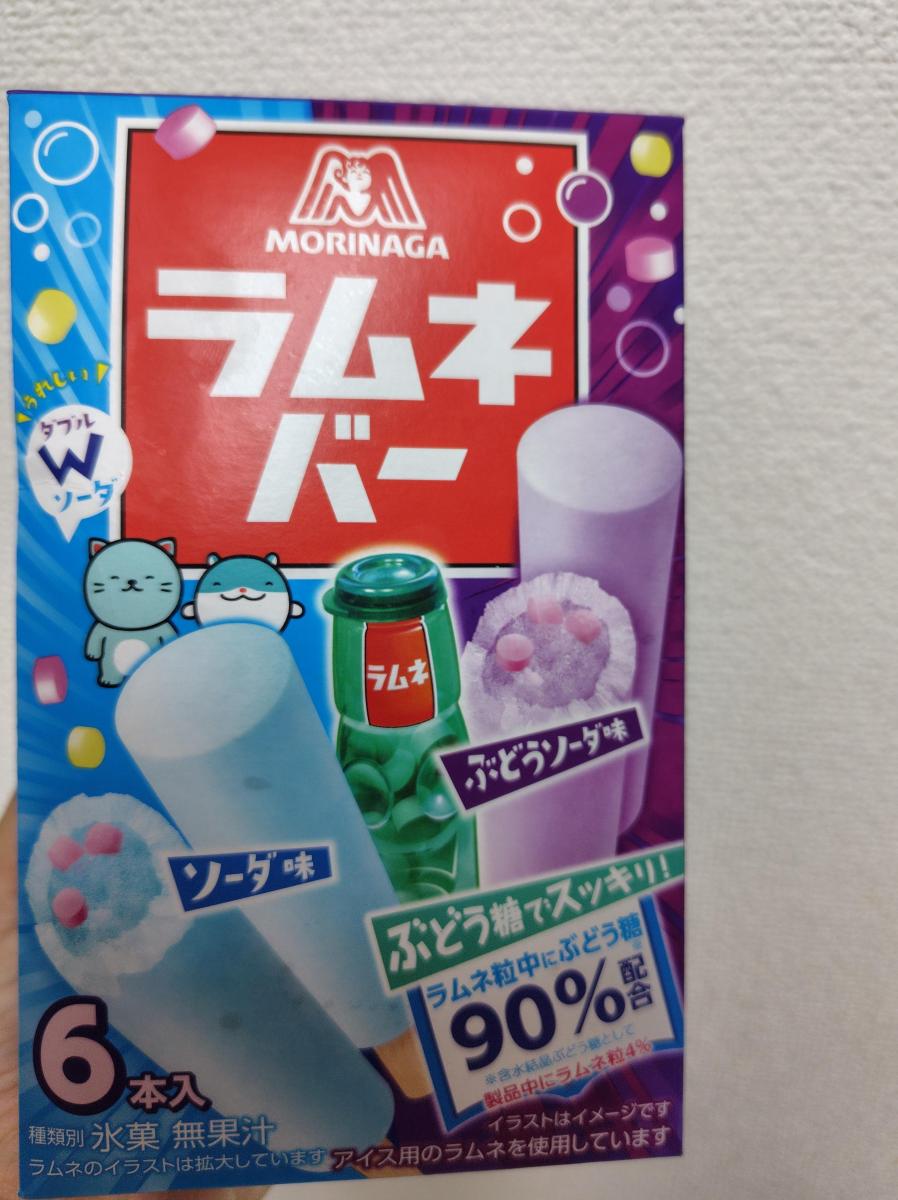 MORINAGA
ラムネ
バー
うれしい
ダブル
W
ソーダ
ラムネ
ぶどうソーダ味
ソーダ味
ぶどう糖でスッキリ!
ラムネ粒中にぶどう糖※
90%配合
※含水結晶ぶどう糖として
製品中にラムネ粒4%
6本入
種類別 氷菓 無果汁
イラストはイメージです
ラムネのイラストは拡大しています
アイス用のラムネを使用しています